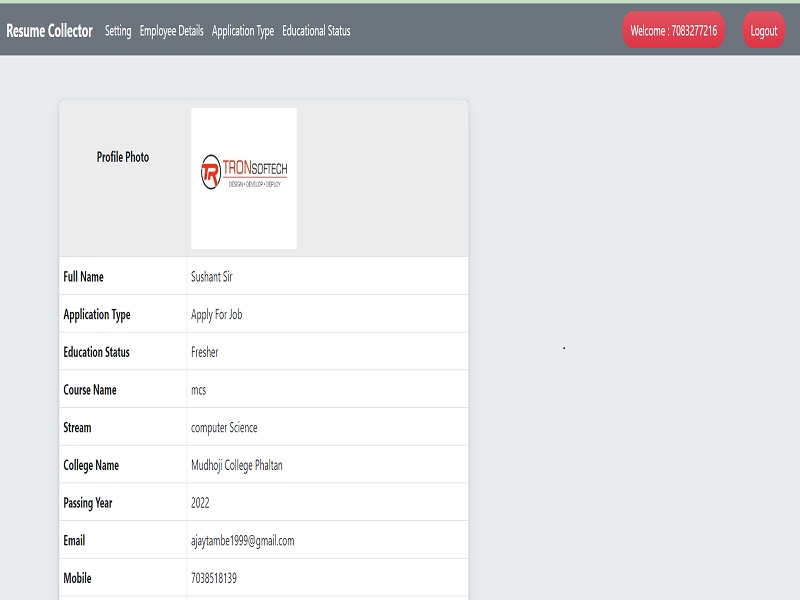 Resume Collector Setting Employee Details Application Type Educational Status Welcome : 7083277216 Logout
Profile Photo
TR TRONSOFTECH
DESIGN • DEVELOP • DEPLOY
Full Name Sushant Sir
Application Type Apply For Job
Education Status Fresher
Course Name mcs
Stream computer Science
College Name Mudhoji College Phaltan
Passing Year 2022
Email ajaytambe1999@gmail.com
Mobile 7038518139